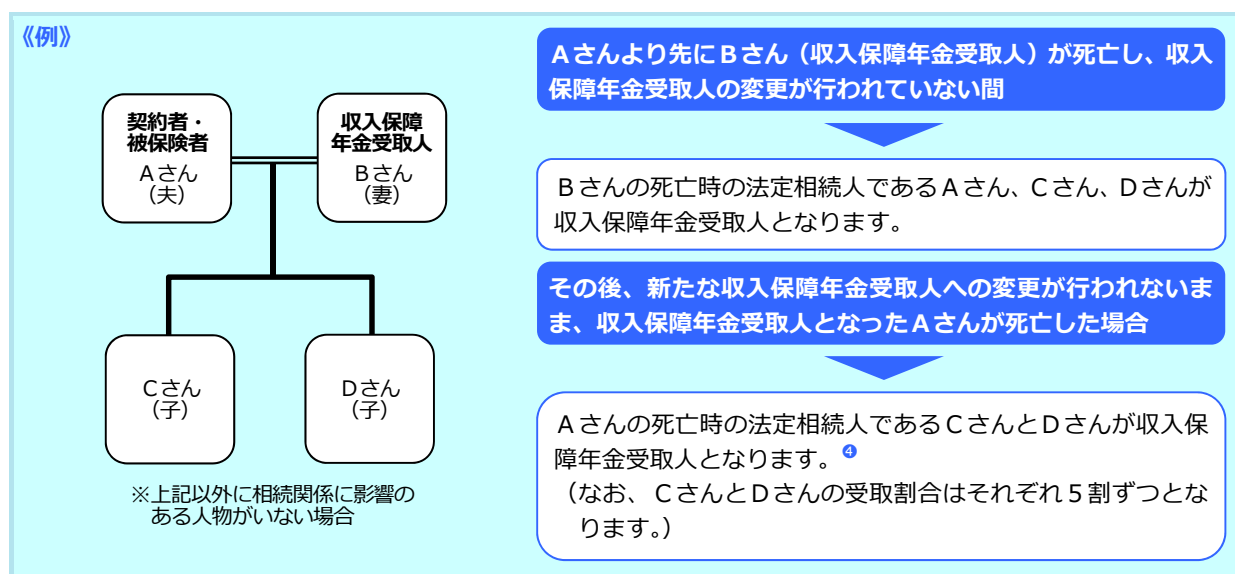 《例》
契約者・
被保険者
Aさん
（夫）
収入保障
年金受取人
Bさん
（妻）
Cさん
（子）
Dさん
（子）
※上記以外に相続関係に影響の
ある人物がいない場合
Aさんより先にBさん（収入保障年金受取人）が死亡し、収入
保障年金受取人の変更が行われていない間
Bさんの死亡時の法定相続人であるAさん、Cさん、Dさんが
収入保障年金受取人となります。
その後、新たな収入保障年金受取人への変更が行われないま
ま、収入保障年金受取人となったAさんが死亡した場合
Aさんの死亡時の法定相続人であるCさんとDさんが収入保
障年金受取人となります。❹
（なお、CさんとDさんの受取割合はそれぞれ５割ずつとな
ります。）